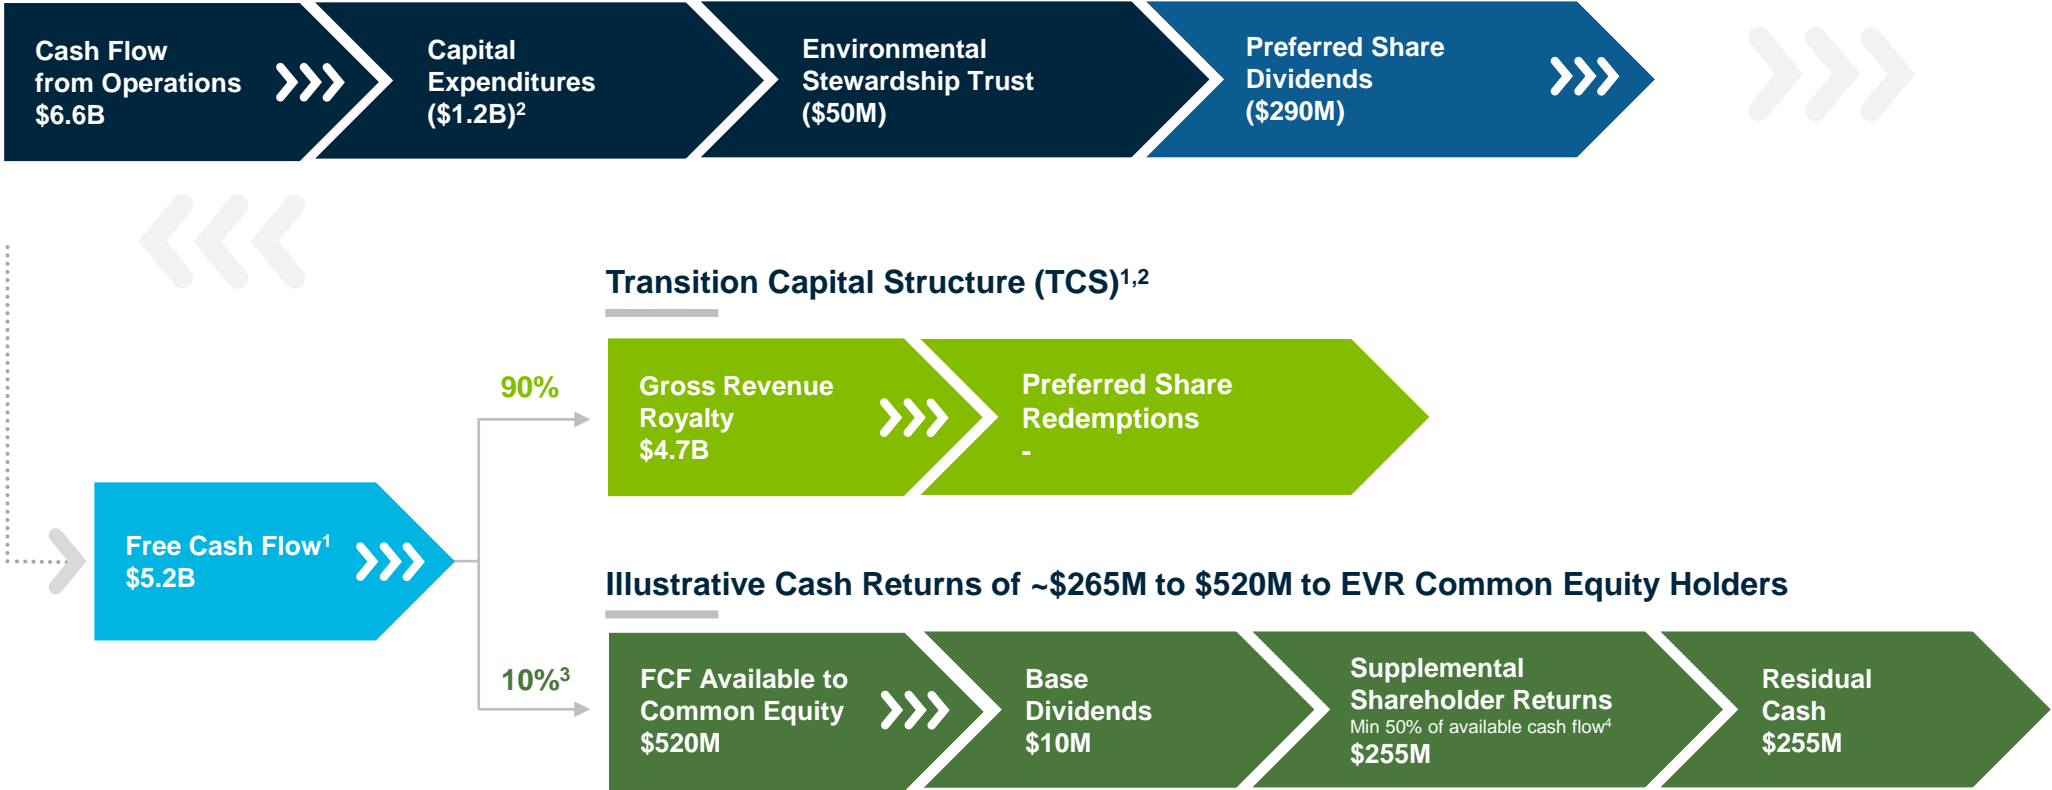 Cash Flow
from Operations
$6.6B
Capital
Expenditures
($1.2B)²
Environmental
Stewardship Trust
($50M)
Preferred Share
Dividends
($290M)
Transition Capital Structure (TCS)¹,²
90%
Gross Revenue
Royalty
$4.7B
Preferred Share
Redemptions
-
Free Cash Flow¹
$5.2B
Illustrative Cash Returns of ~$265M to $520M to EVR Common Equity Holders
10%³
FCF Available to
Common Equity
$520M
Base
Dividends
$10M
Supplemental
Shareholder Returns
Min 50% of available cash flow⁴
$255M
Residual
Cash
$255M